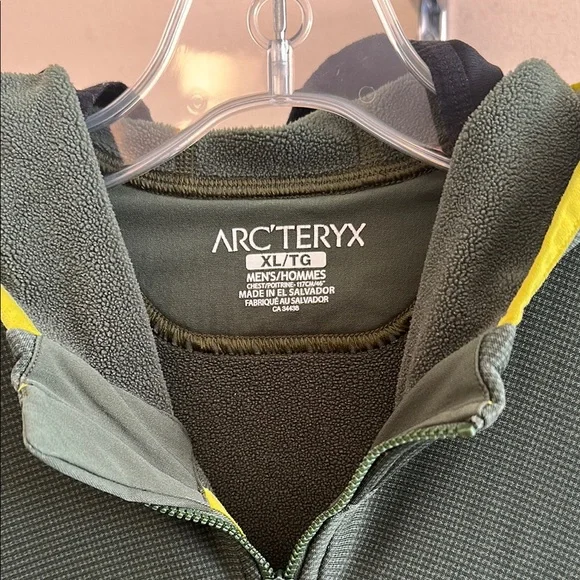 ARC'TERYX
XL/TG
MEN'S/HOMMES
CHEST/POITRINE- 117CM/46"
MADE IN EL SALVADOR
FABRIQUÉ AU SALVADOR
CA 34438